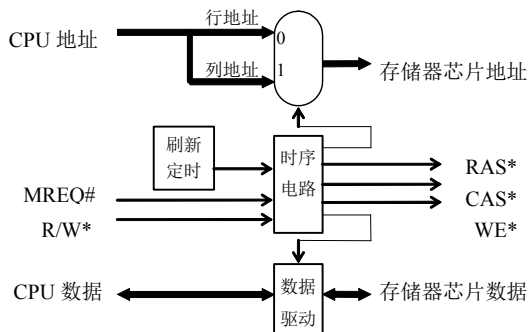 CPU 地址
行地址
0
列地址
1
存储器芯片地址
刷新
定时
时序
电路
RAS*
MREQ#
CAS*
R/W*
WE*
CPU 数据
数据
驱动
存储器芯片数据